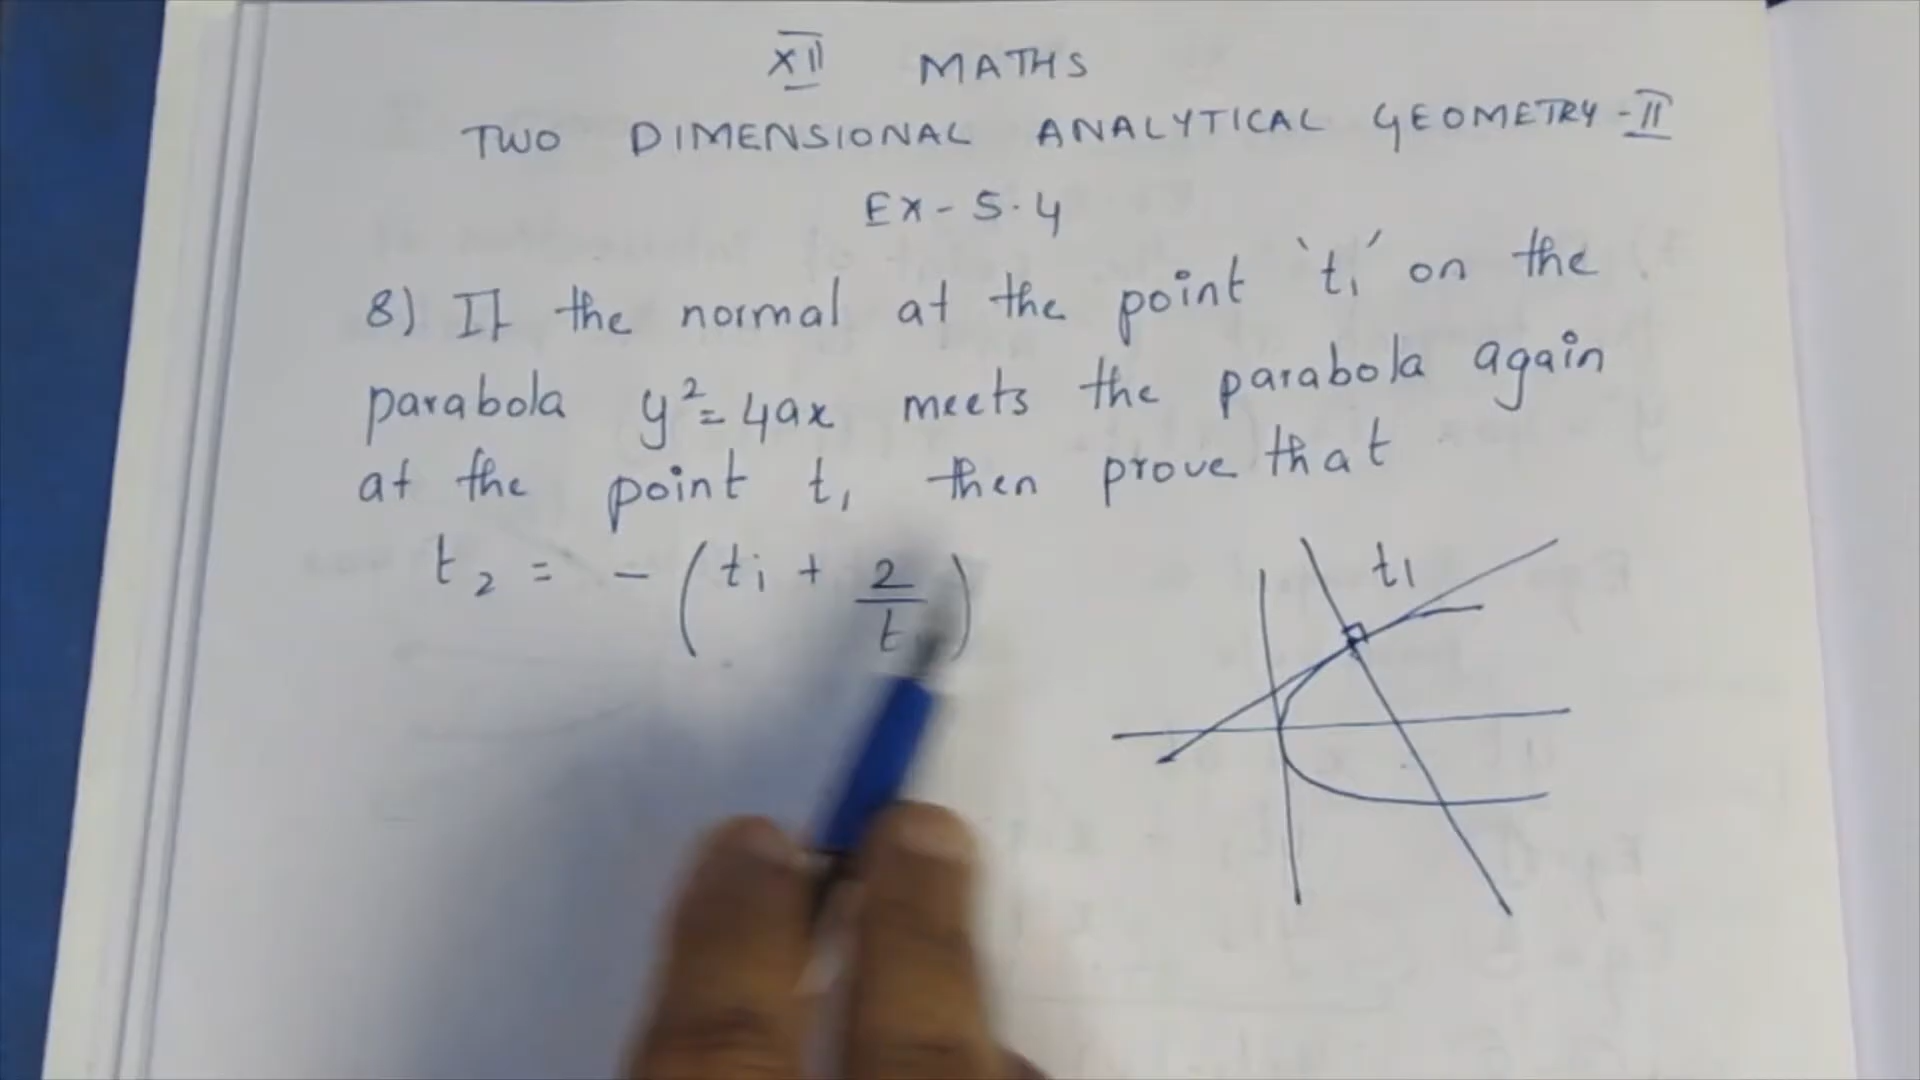 XII MATHS
TWO DIMENSIONAL ANALYTICAL GEOMETRY - II
EX - 5.4
8) If the normal at the point 't₁' on the
parabola y² = 4ax meets the parabola again
at the point t₁ then prove that
t₂ = - (t₁ + 2/t )
t₁